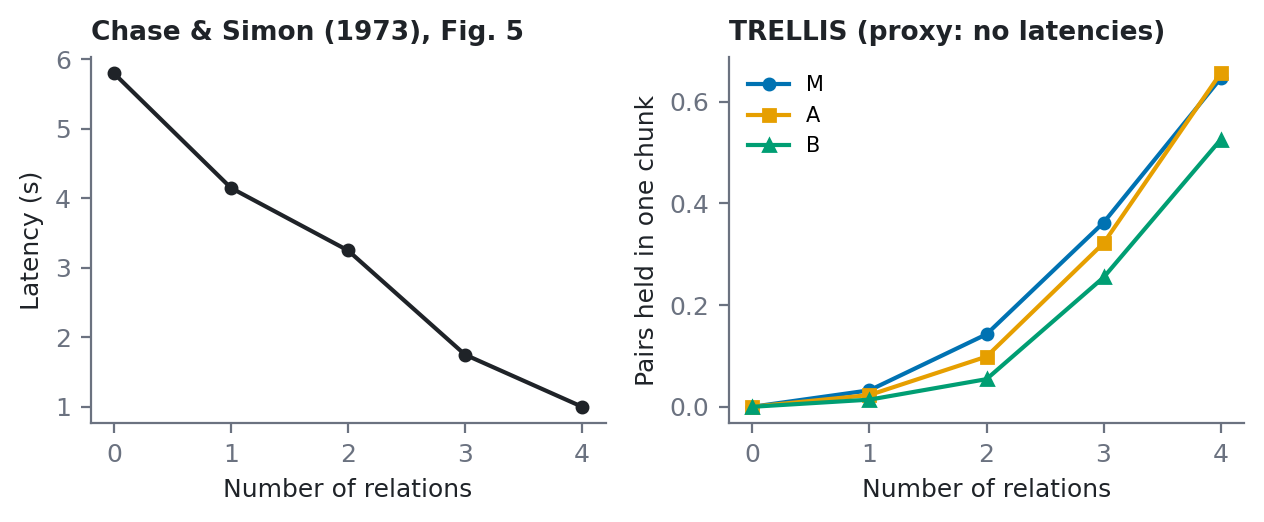 Chase & Simon (1973), Fig. 5
Latency (s)
6
5
4
3
2
1
0 1 2 3 4
Number of relations
TRELLIS (proxy: no latencies)
M
A
B
Pairs held in one chunk
0.6
0.4
0.2
0.0
0 1 2 3 4
Number of relations